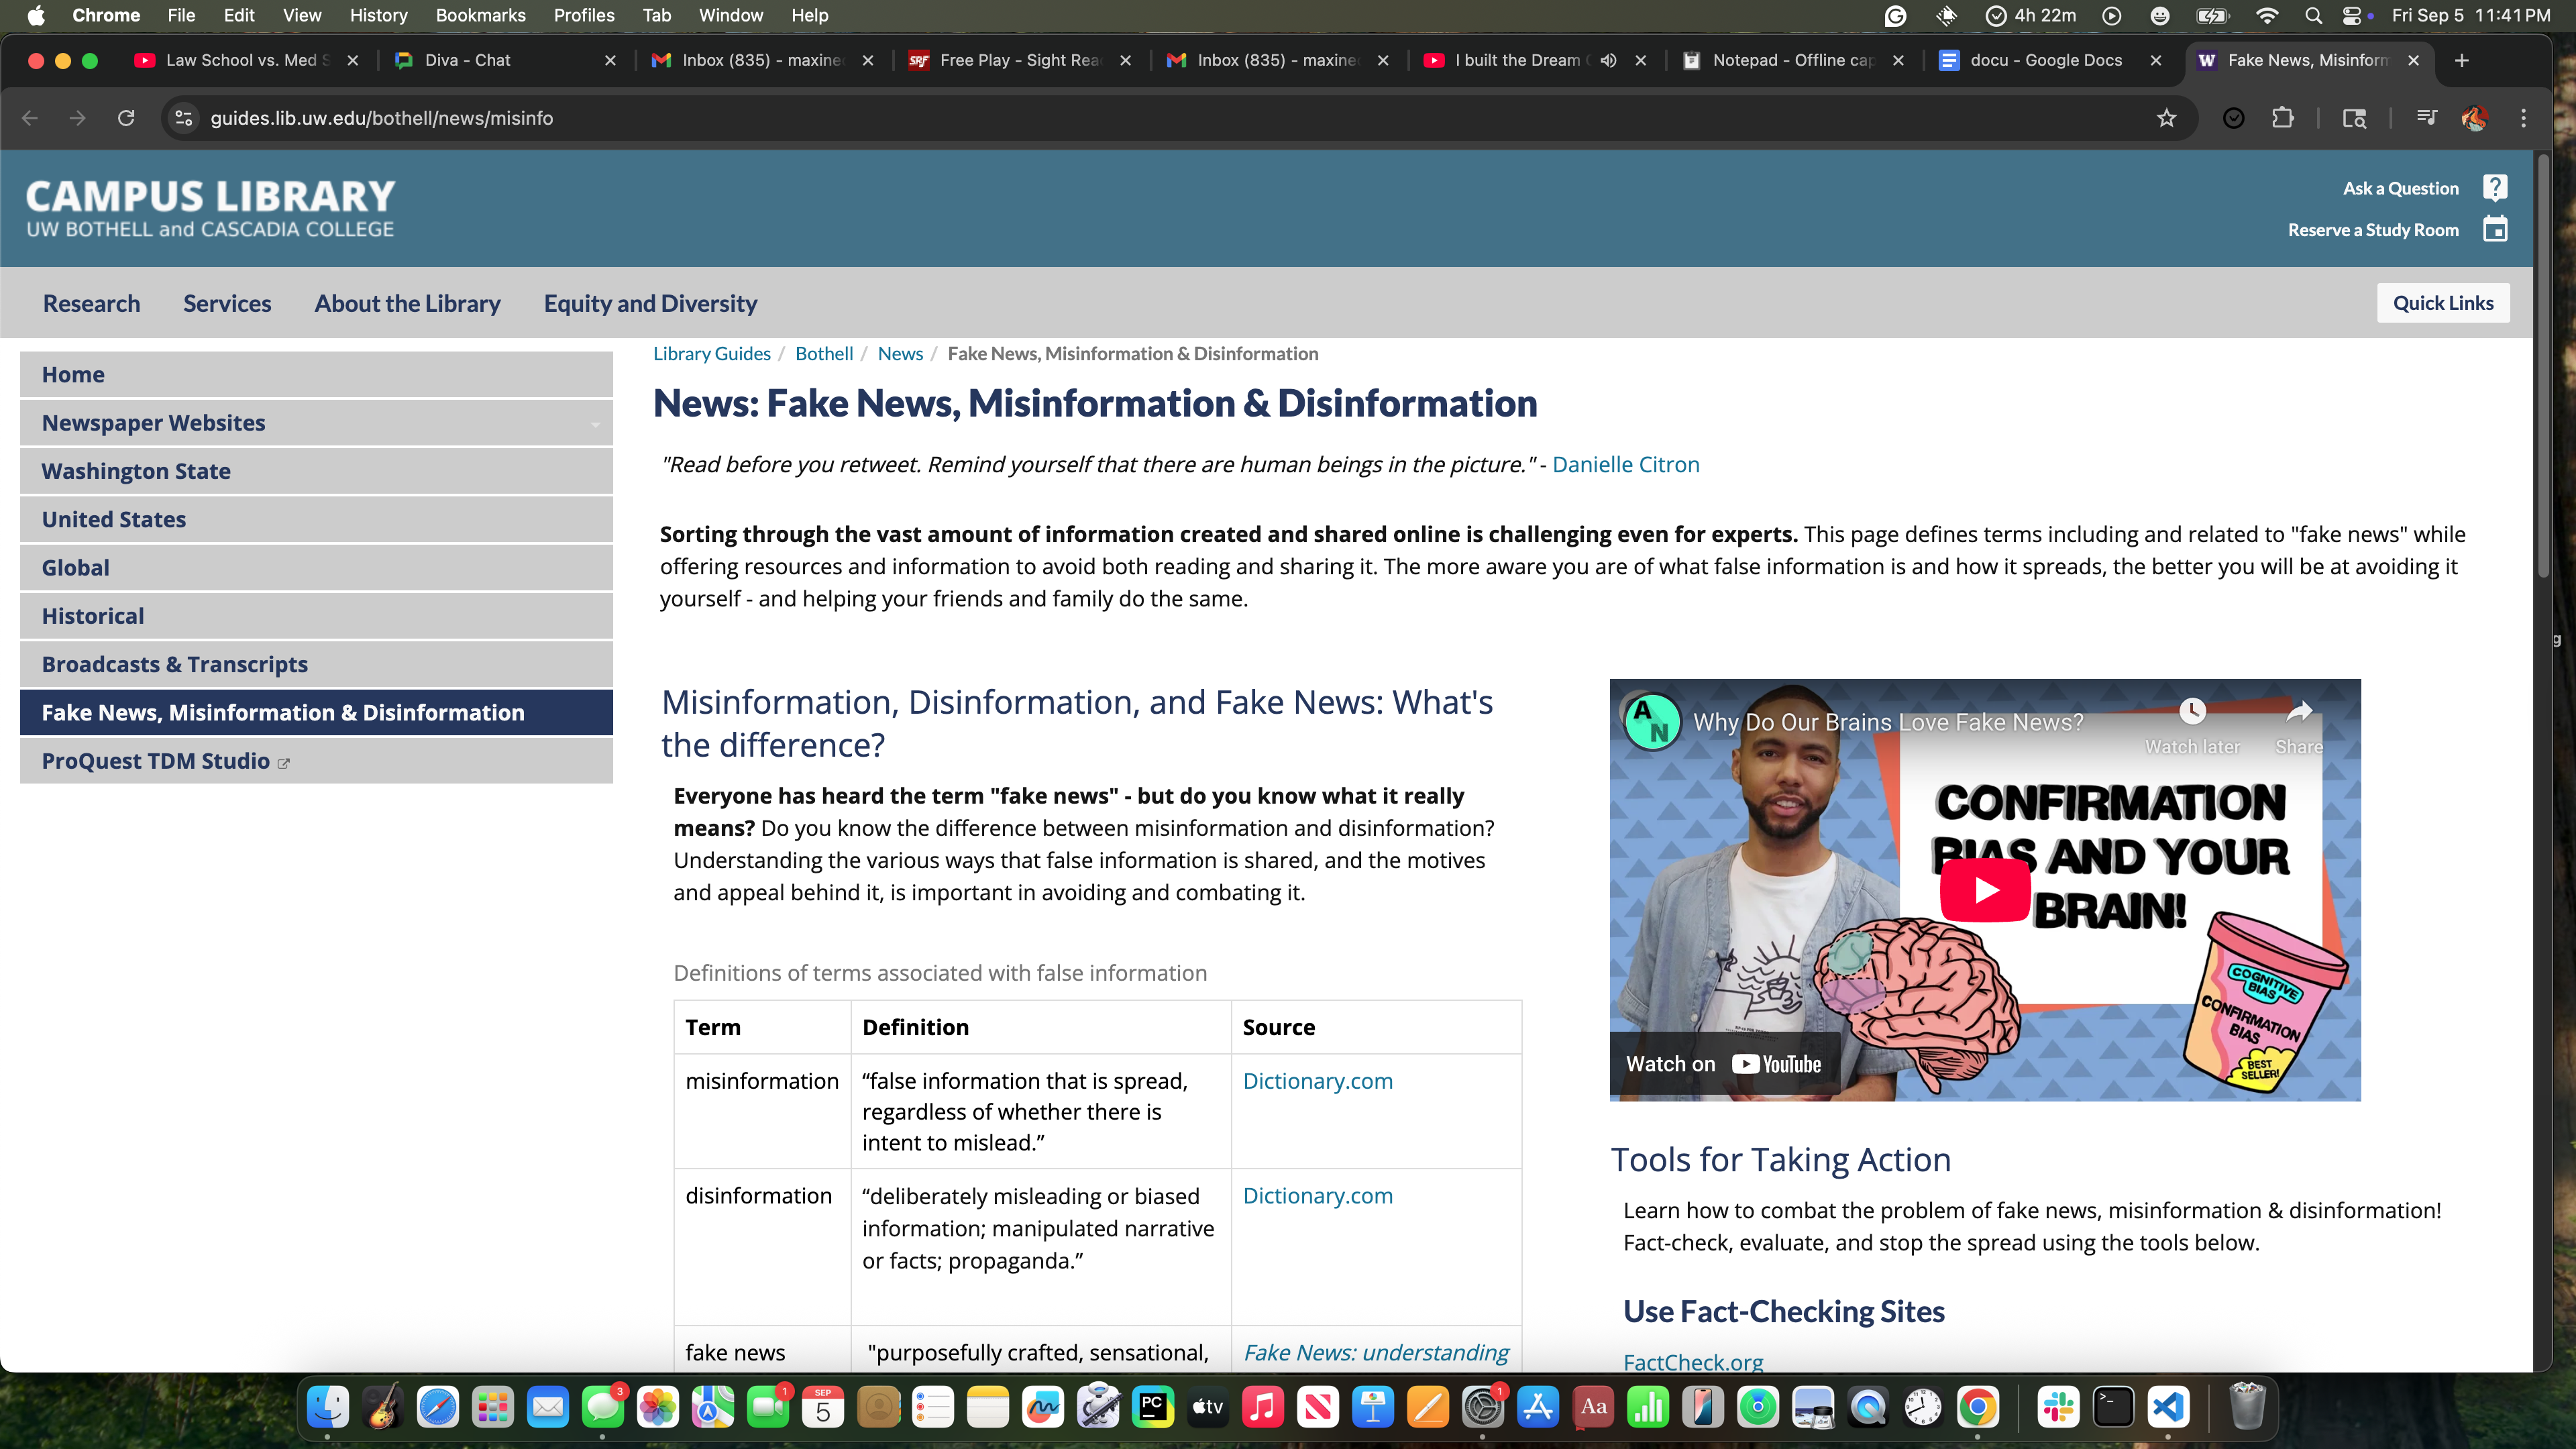 Chrome File Edit View History Bookmarks Profiles Tab Window Help 4h 22m Fri Sep 5 11:41 PM
Law School vs. Med S Diva - Chat Inbox (835) - maxine Free Play - Sight Rea Inbox (835) - maxine I built the Dream Notepad - Offline cap docu - Google Docs Fake News, Misinform
guides.lib.uw.edu/bothell/news/misinfo
CAMPUS LIBRARY
UW BOTHELL and CASCADIA COLLEGE
Ask a Question
Reserve a Study Room
Research Services About the Library Equity and Diversity Quick Links
Home
Newspaper Websites
Washington State
United States
Global
Historical
Broadcasts & Transcripts
Fake News, Misinformation & Disinformation
ProQuest TDM Studio
Library Guides / Bothell / News / Fake News, Misinformation & Disinformation
News: Fake News, Misinformation & Disinformation
"Read before you retweet. Remind yourself that there are human beings in the picture." - Danielle Citron
Sorting through the vast amount of information created and shared online is challenging even for experts. This page defines terms including and related to "fake news" while
offering resources and information to avoid both reading and sharing it. The more aware you are of what false information is and how it spreads, the better you will be at avoiding it
yourself - and helping your friends and family do the same.
Misinformation, Disinformation, and Fake News: What's
the difference?
Everyone has heard the term "fake news" - but do you know what it really
means? Do you know the difference between misinformation and disinformation?
Understanding the various ways that false information is shared, and the motives
and appeal behind it, is important in avoiding and combating it.
Definitions of terms associated with false information
Term Definition Source
misinformation “false information that is spread, Dictionary.com
regardless of whether there is
intent to mislead.”
disinformation “deliberately misleading or biased Dictionary.com
information; manipulated narrative
or facts; propaganda.”
fake news "purposefully crafted, sensational, Fake News: understanding
AN
Why Do Our Brains Love Fake News?
Watch later Share
CONFIRMATION
BIAS AND YOUR
BRAIN!
COGNITIVE
BIAS
CONFIRMATION
BIAS
BEST
SELLER!
Watch on YouTube
Tools for Taking Action
Learn how to combat the problem of fake news, misinformation & disinformation!
Fact-check, evaluate, and stop the spread using the tools below.
Use Fact-Checking Sites
FactCheck.org
g
3
1
SEP
5
PC
tv
1
Aa